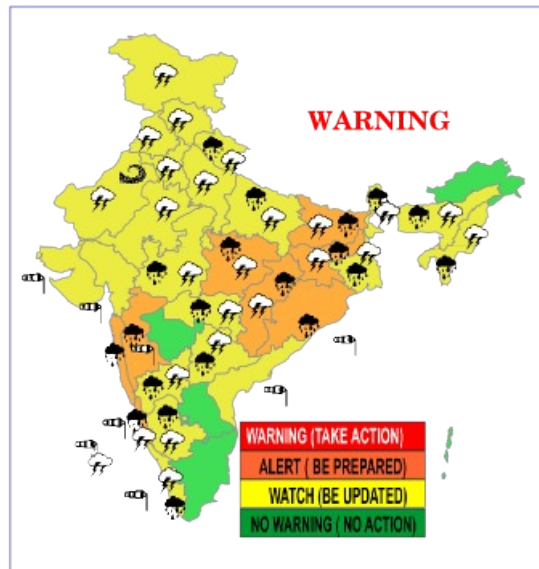 WARNING
WARNING (TAKE ACTION)
ALERT ( BE PREPARED)
WATCH (BE UPDATED)
NO WARNING ( NO ACTION)